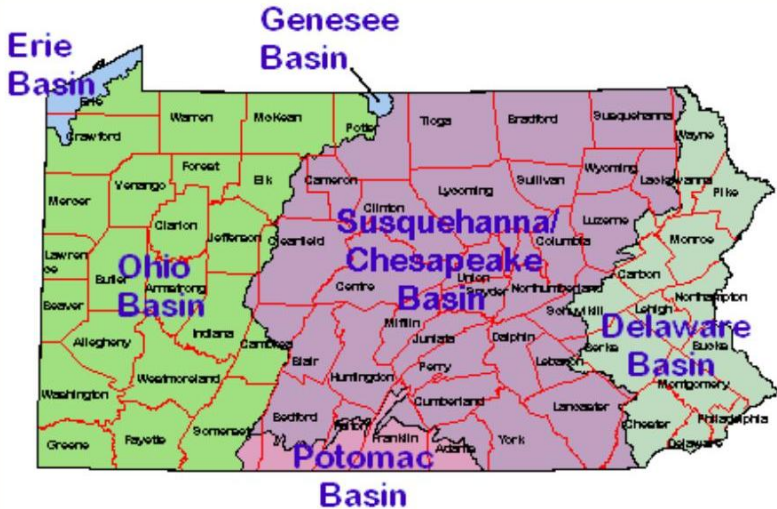 Genesee
Basin
Erie
Basin
Erie
Crawford
Warren
McKean
Potter
Tioga
Bradford
Susquehanna
Wayne
Mercer
Venango
Forest
Elk
Cameron
Clinton
Lycoming
Sullivan
Wyoming
Lackawanna
Pike
Clarion
Jefferson
Clearfield
Susquehanna/
Chesapeake
Basin
Luzerne
Columbia
Monroe
Lawrence
Butler
Ohio
Basin
Armstrong
Centre
Union
Snyder
Northumberland
Carbon
Northampton
Beaver
Indiana
Cambria
Mifflin
Juniata
Schuylkill
Lehigh
Delaware
Basin
Allegheny
Westmoreland
Blair
Huntingdon
Perry
Dalphin
Lebanon
Berks
Bucks
Montgomery
Washington
Bedford
Cumberland
Lancaster
Chester
Philadelphia
Greene
Fayette
Somerset
Fulton
Franklin
Adams
York
Delaware
Potomac
Basin